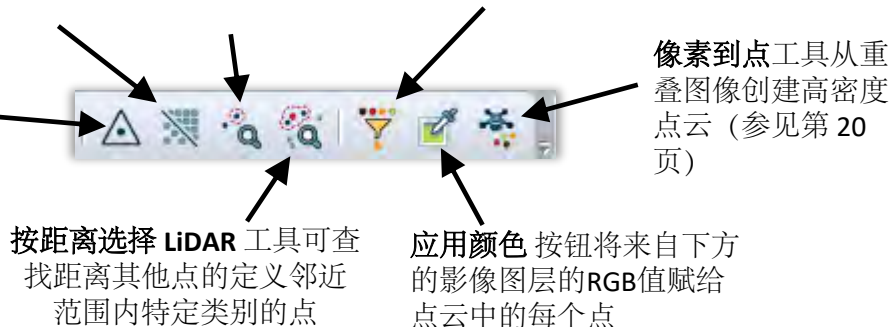 像素到点工具从重
叠图像创建高密度
点云（参见第 20
页）
按距离选择 LiDAR 工具可查
找距离其他点的定义邻近
范围内特定类别的点
应用颜色 按钮将来自下方
的影像图层的RGB值赋给
点云中的每个点